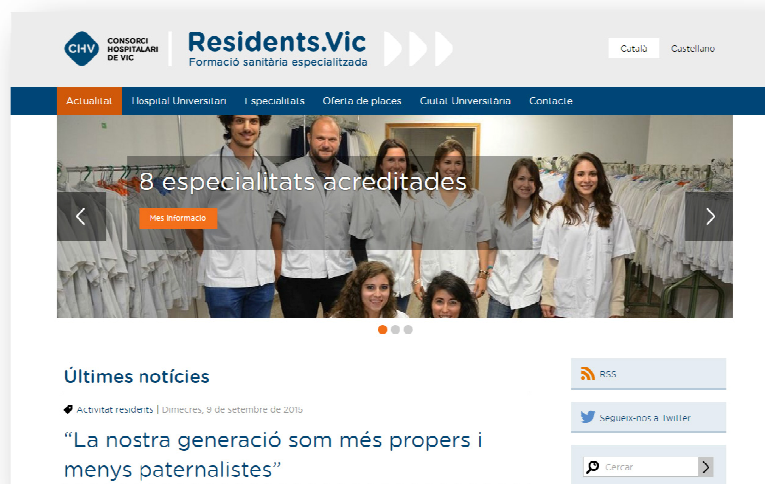 CHV
CONSORCI
HOSPITALARI
DE VIC
Residents.Vic
Formació sanitària especialitzada
Català Castellano
Actualitat Hospital Universitari Especialitats Oferta de places Ciutat Universitària Contacte
8 especialitats acreditades
Més informació
Últimes notícies
RSS
Activitat residents | Dimecres, 9 de setembre de 2015
Segueix-nos a Twitter
“La nostra generació som més propers i
menys paternalistes”
Cercar